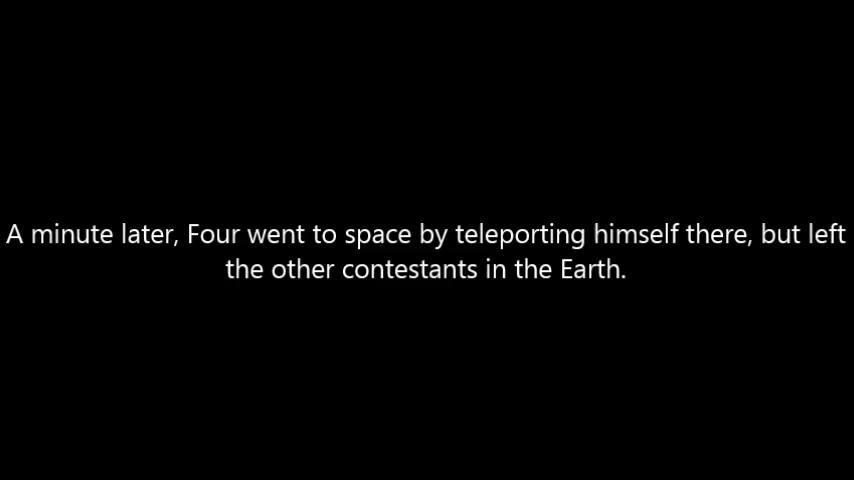 A minute later, Four went to space by teleporting himself there, but left
the other contestants in the Earth.